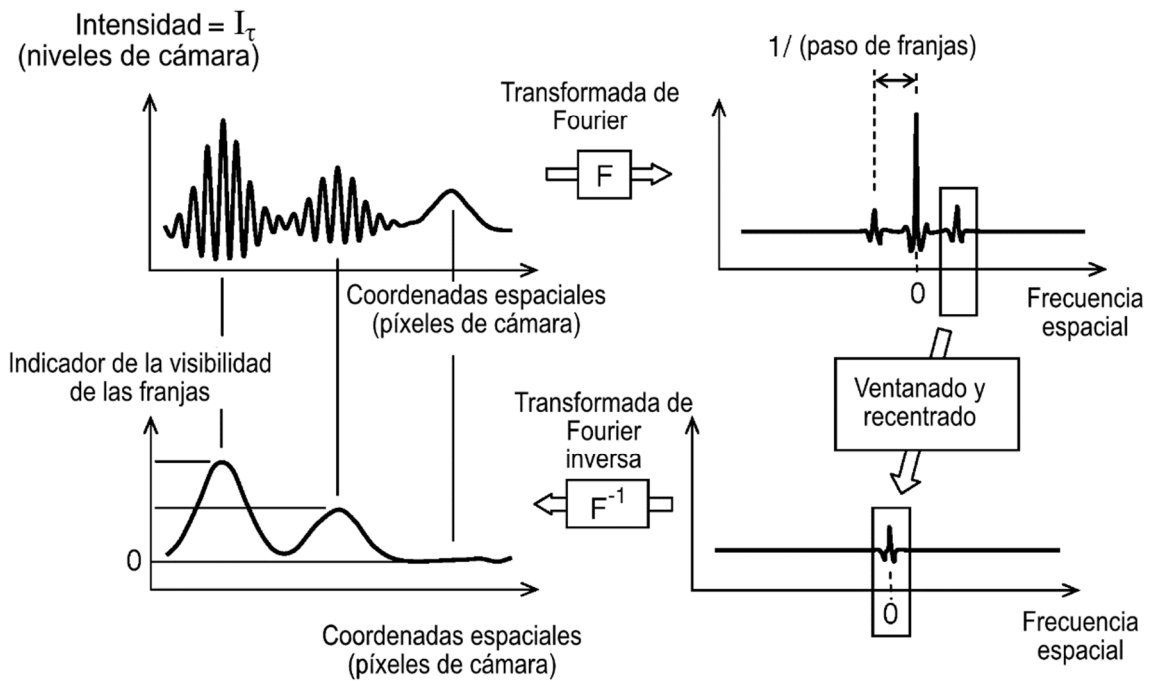 Intensidad = Iτ
(niveles de cámara)
1/ (paso de franjas)
Transformada de
Fourier
F
0
Coordenadas espaciales
(píxeles de cámara)
Frecuencia
espacial
Indicador de la visibilidad
de las franjas
Transformada de
Fourier
inversa
Ventanado y
recentrado
F-1
0
0
Coordenadas espaciales
(píxeles de cámara)
Frecuencia
espacial